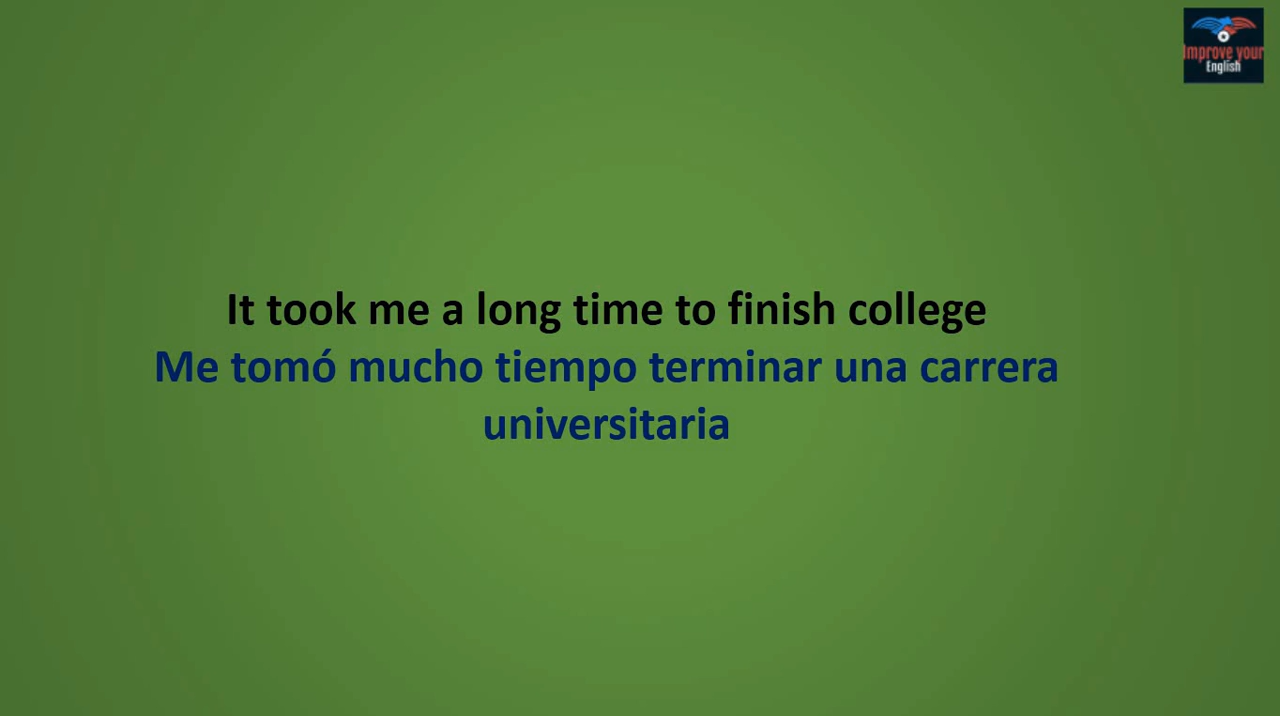 Improve your
English
It took me a long time to finish college
Me tomó mucho tiempo terminar una carrera
universitaria